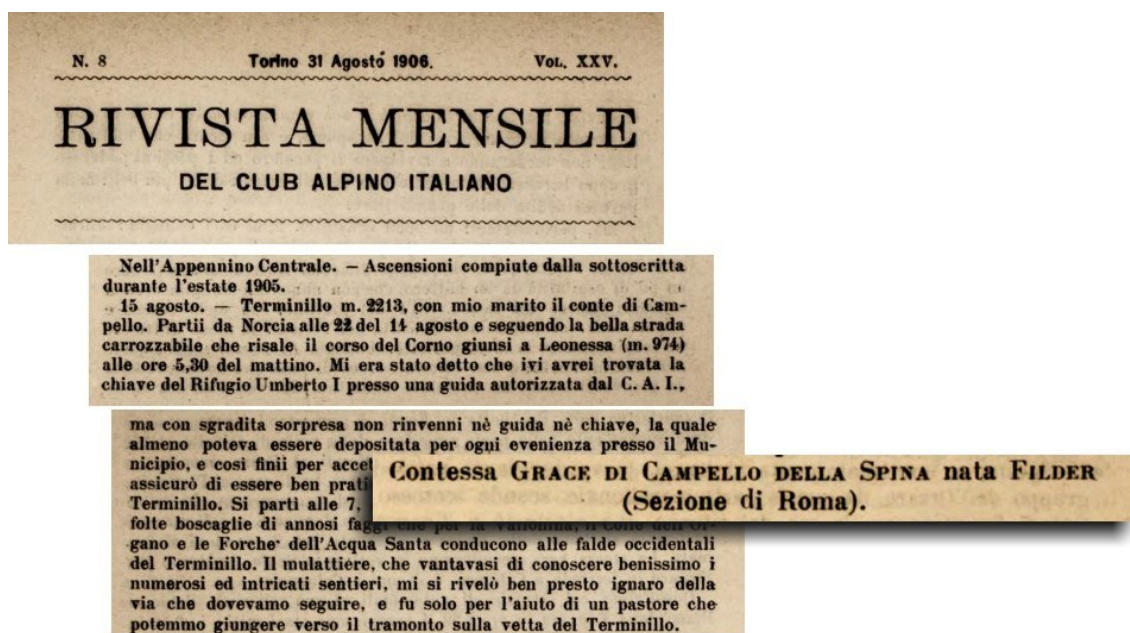 N. 8 Torino 31 Agosto 1906. VOL. XXV.
RIVISTA MENSILE
DEL CLUB ALPINO ITALIANO
Nell'Appennino Centrale. — Ascensioni compiute dalla sottoscritta
durante l'estate 1905.
15 agosto. — Terminillo m. 2213, con mio marito il conte di Cam-
pello. Partii da Norcia alle 22 del 14 agosto e seguendo la bella strada
carrozzabile che risale il corso del Corno giunsi a Leonessa (m. 974)
alle ore 5,30 del mattino. Mi era stato detto che ivi avrei trovata la
chiave del Rifugio Umberto I presso una guida autorizzata dal C. A. I.,
ma con sgradita sorpresa non rinvenni nè guida nè chiave, la quale
almeno poteva essere depositata per ogni evenienza presso il Mu-
nicipio, e così finii per accet
assicurò di essere ben prati
Terminillo. Si partì alle 7,
folte boscaglie di annosi faggi che per la Vallonina, il Colle dell'Or-
gano e le Forche dell'Acqua Santa conducono alle falde occidentali
del Terminillo. Il mulattiere, che vantavasi di conoscere benissimo i
numerosi ed intricati sentieri, mi si rivelò ben presto ignaro della
via che dovevamo seguire, e fu solo per l'aiuto di un pastore che
potemmo giungere verso il tramonto sulla vetta del Terminillo.
Contessa GRACE DI CAMPELLO DELLA SPINA nata FILDER
(Sezione di Roma).